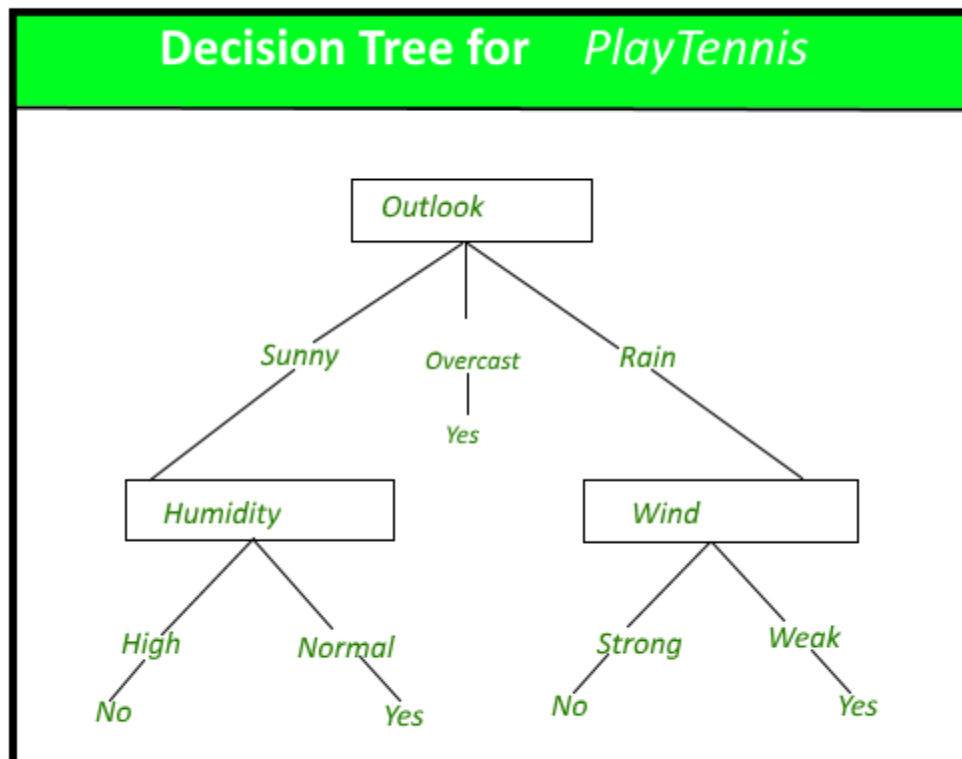 Decision Tree for PlayTennis
Outlook
Sunny Overcast Rain
Yes
Humidity Wind
High Normal Strong Weak
No Yes No Yes